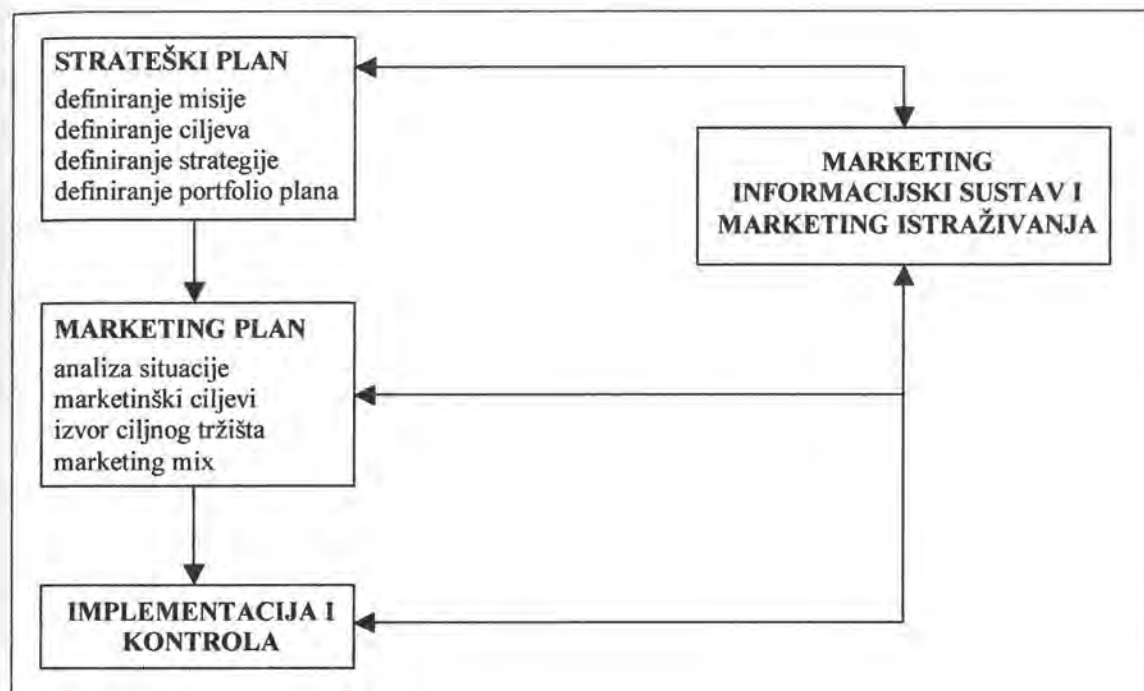 STRATEŠKI PLAN
definiranje misije
definiranje ciljeva
definiranje strategije
definiranje portfolio plana
MARKETING
INFORMACIJSKI SUSTAV I
MARKETING ISTRAŽIVANJA
MARKETING PLAN
analiza situacije
marketinški ciljevi
izvor ciljnog tržišta
marketing mix
IMPLEMENTACIJA I
KONTROLA